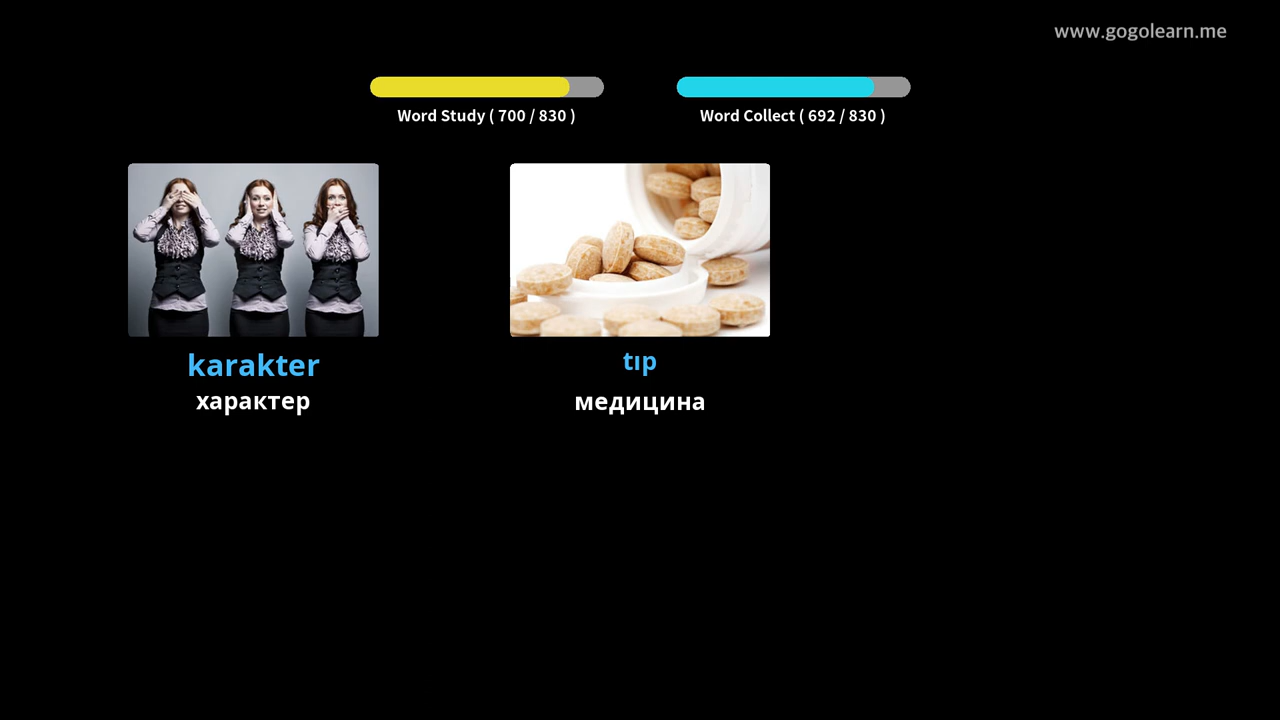 www.gogolearn.me
Word Study ( 700 / 830 )
Word Collect ( 692 / 830 )
karakter
характер
tıp
медицина